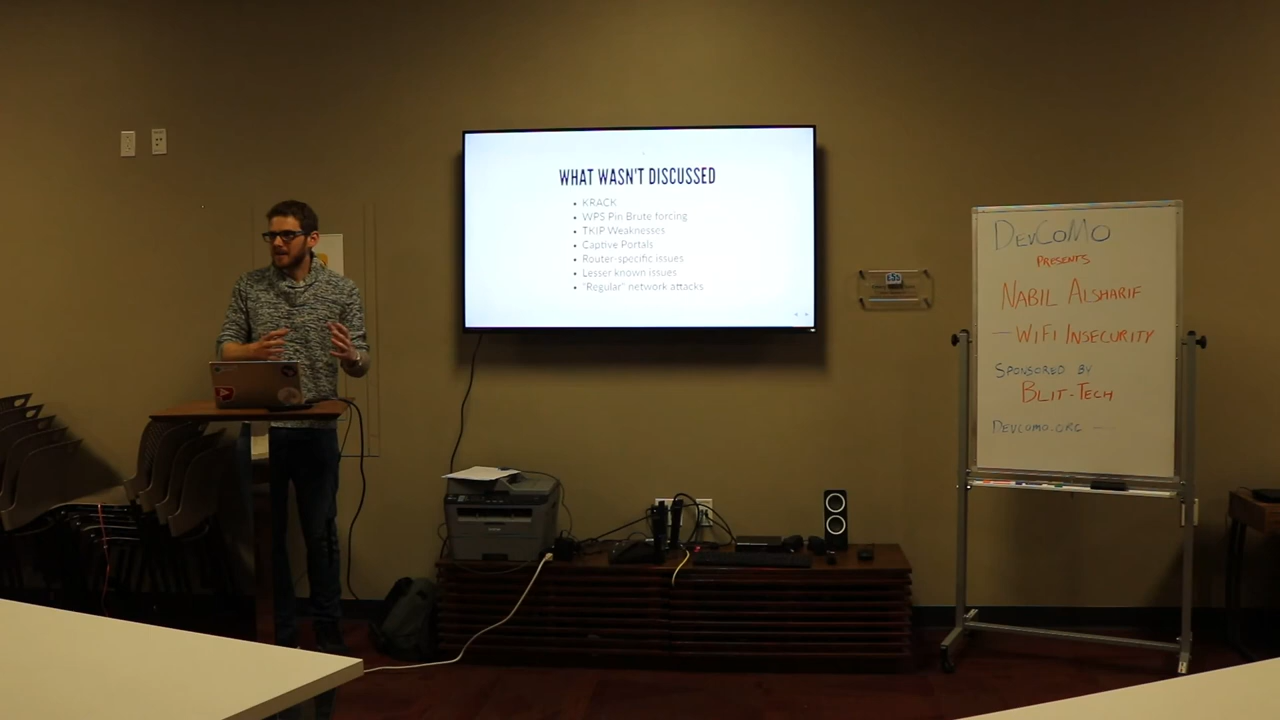 WHAT WASN'T DISCUSSED
• KRACK
• WPS Pin Brute forcing
• TKIP Weaknesses
• Captive Portals
• Router-specific issues
• Lesser known issues
• "Regular" network attacks
DEVCOMO
PRESENTS
NABIL ALSHARIF
— WIFI INSECURITY
SPONSORED BY
BLIT-TECH
DEVCOMO.ORG —